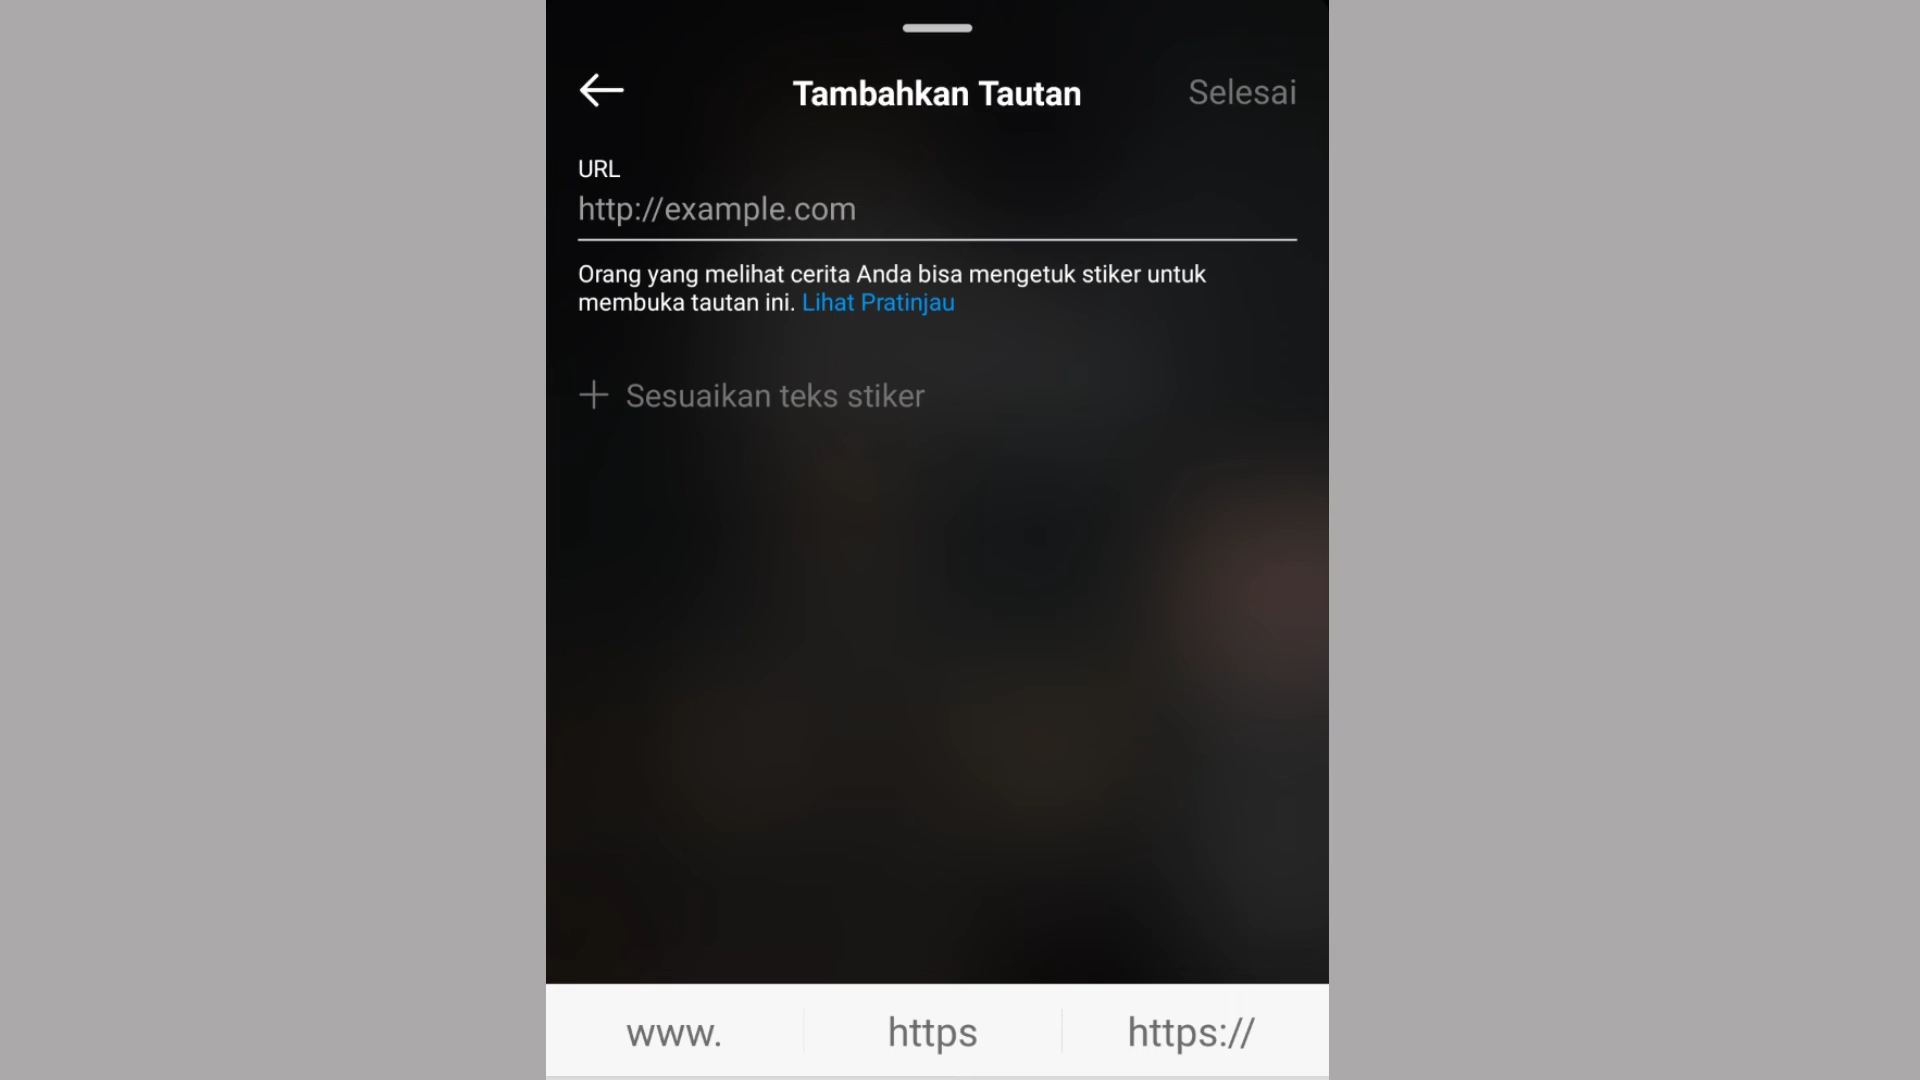 Tambahkan Tautan
Selesai
URL
http://example.com
Orang yang melihat cerita Anda bisa mengetuk stiker untuk
membuka tautan ini. Lihat Pratinjau
+ Sesuaikan teks stiker
www.
https
https://